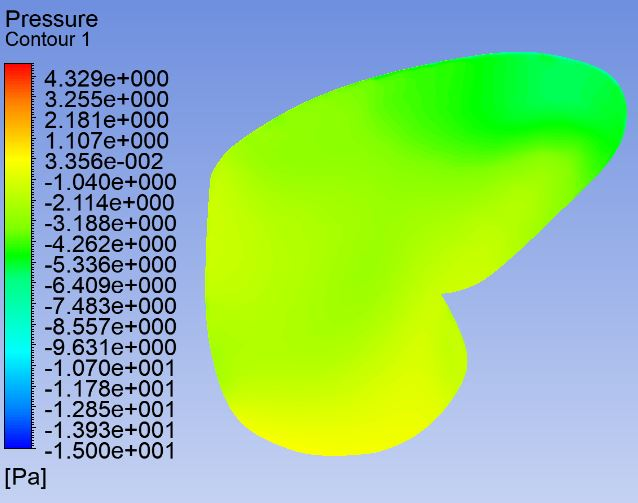 Pressure
Contour 1
4.329e+000
3.255e+000
2.181e+000
1.107e+000
3.356e-002
-1.040e+000
-2.114e+000
-3.188e+000
-4.262e+000
-5.336e+000
-6.409e+000
-7.483e+000
-8.557e+000
-9.631e+000
-1.070e+001
-1.178e+001
-1.285e+001
-1.393e+001
-1.500e+001
[Pa]